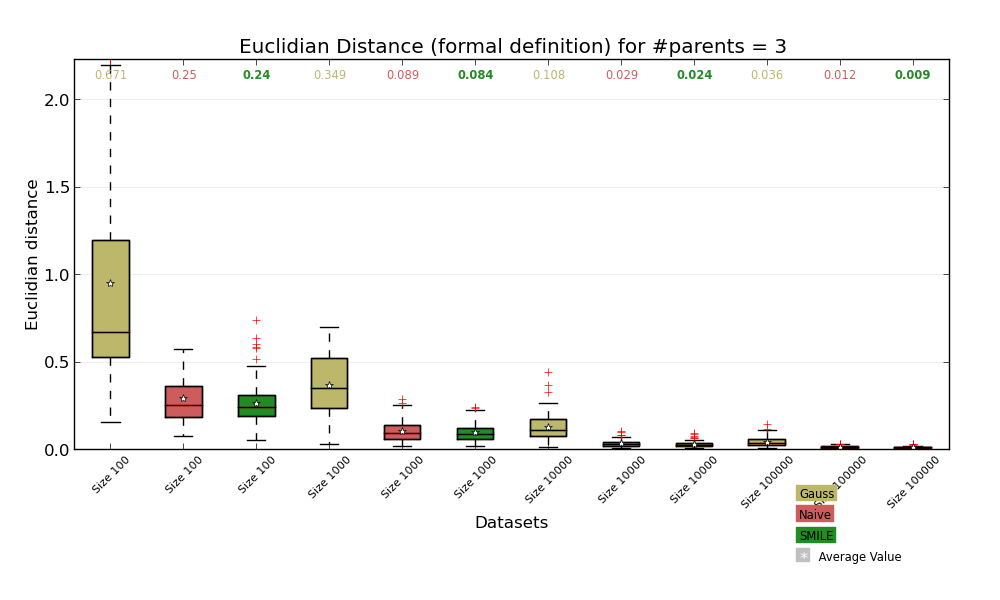 Euclidian Distance (formal definition) for #parents = 3
0.671 0.25 0.24 0.349 0.089 0.084 0.108 0.029 0.024 0.036 0.012 0.009
2.0
1.5
1.0
0.5
0.0
Euclidian distance
Size 100 Size 100 Size 100 Size 1000 Size 1000 Size 1000 Size 10000 Size 10000 Size 10000 Size 100000 Size 100000 Size 100000
Datasets
Gauss
Naive
SMILE
* Average Value